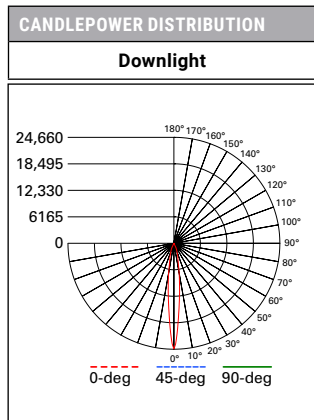 CANDLEPOWER DISTRIBUTION
Downlight
24,660
18,495
12,330
6165
0
180° 170° 160° 150° 140° 130° 120° 110° 100° 90° 80° 70° 60° 50° 40° 30° 20° 10° 0°
0-deg 45-deg 90-deg